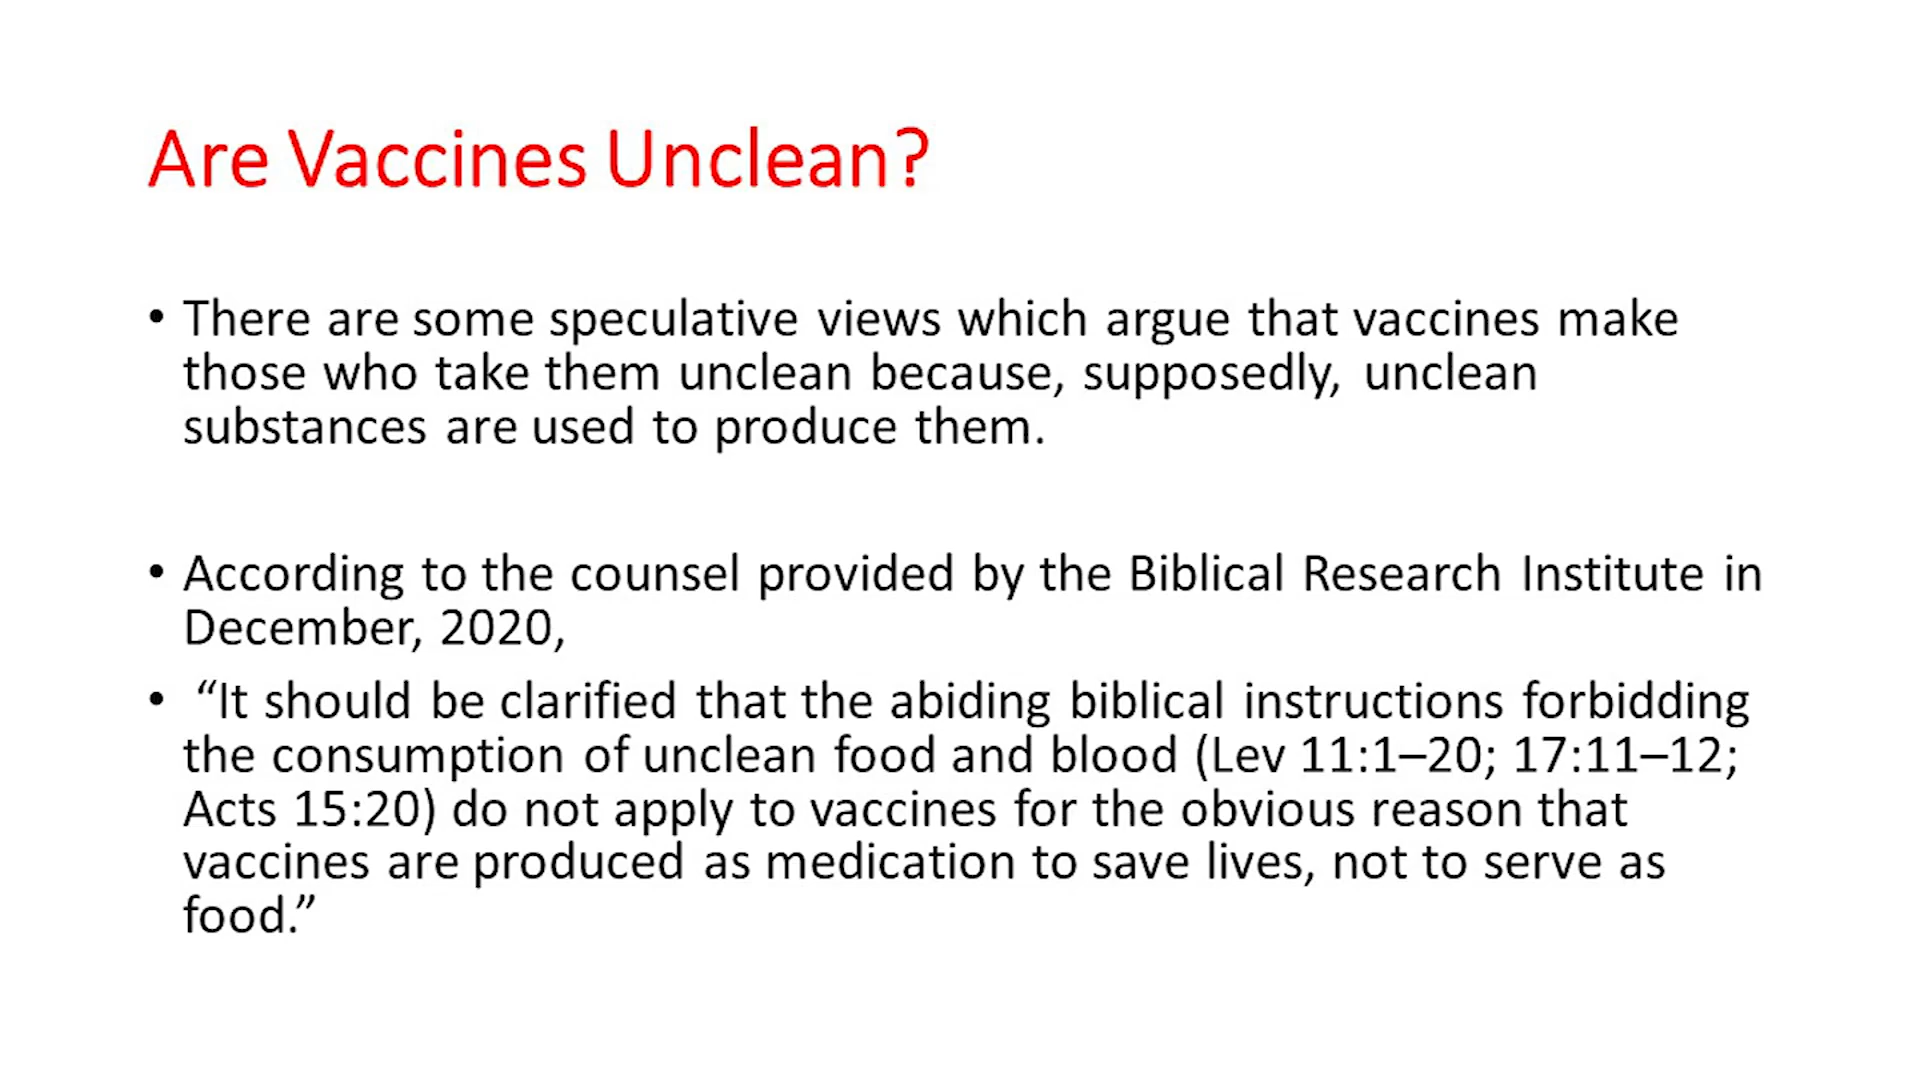 Are Vaccines Unclean?
• There are some speculative views which argue that vaccines make
those who take them unclean because, supposedly, unclean
substances are used to produce them.
• According to the counsel provided by the Biblical Research Institute in
December, 2020,
• “It should be clarified that the abiding biblical instructions forbidding
the consumption of unclean food and blood (Lev 11:1–20; 17:11–12;
Acts 15:20) do not apply to vaccines for the obvious reason that
vaccines are produced as medication to save lives, not to serve as
food.”